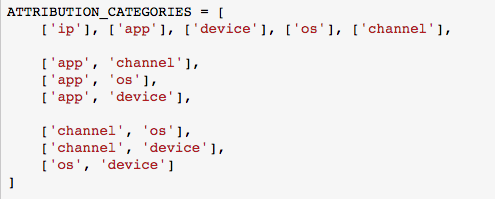 ATTRIBUTION_CATEGORIES = [
    ['ip'], ['app'], ['device'], ['os'], ['channel'],
    ['app', 'channel'],
    ['app', 'os'],
    ['app', 'device'],
    ['channel', 'os'],
    ['channel', 'device'],
    ['os', 'device']
]